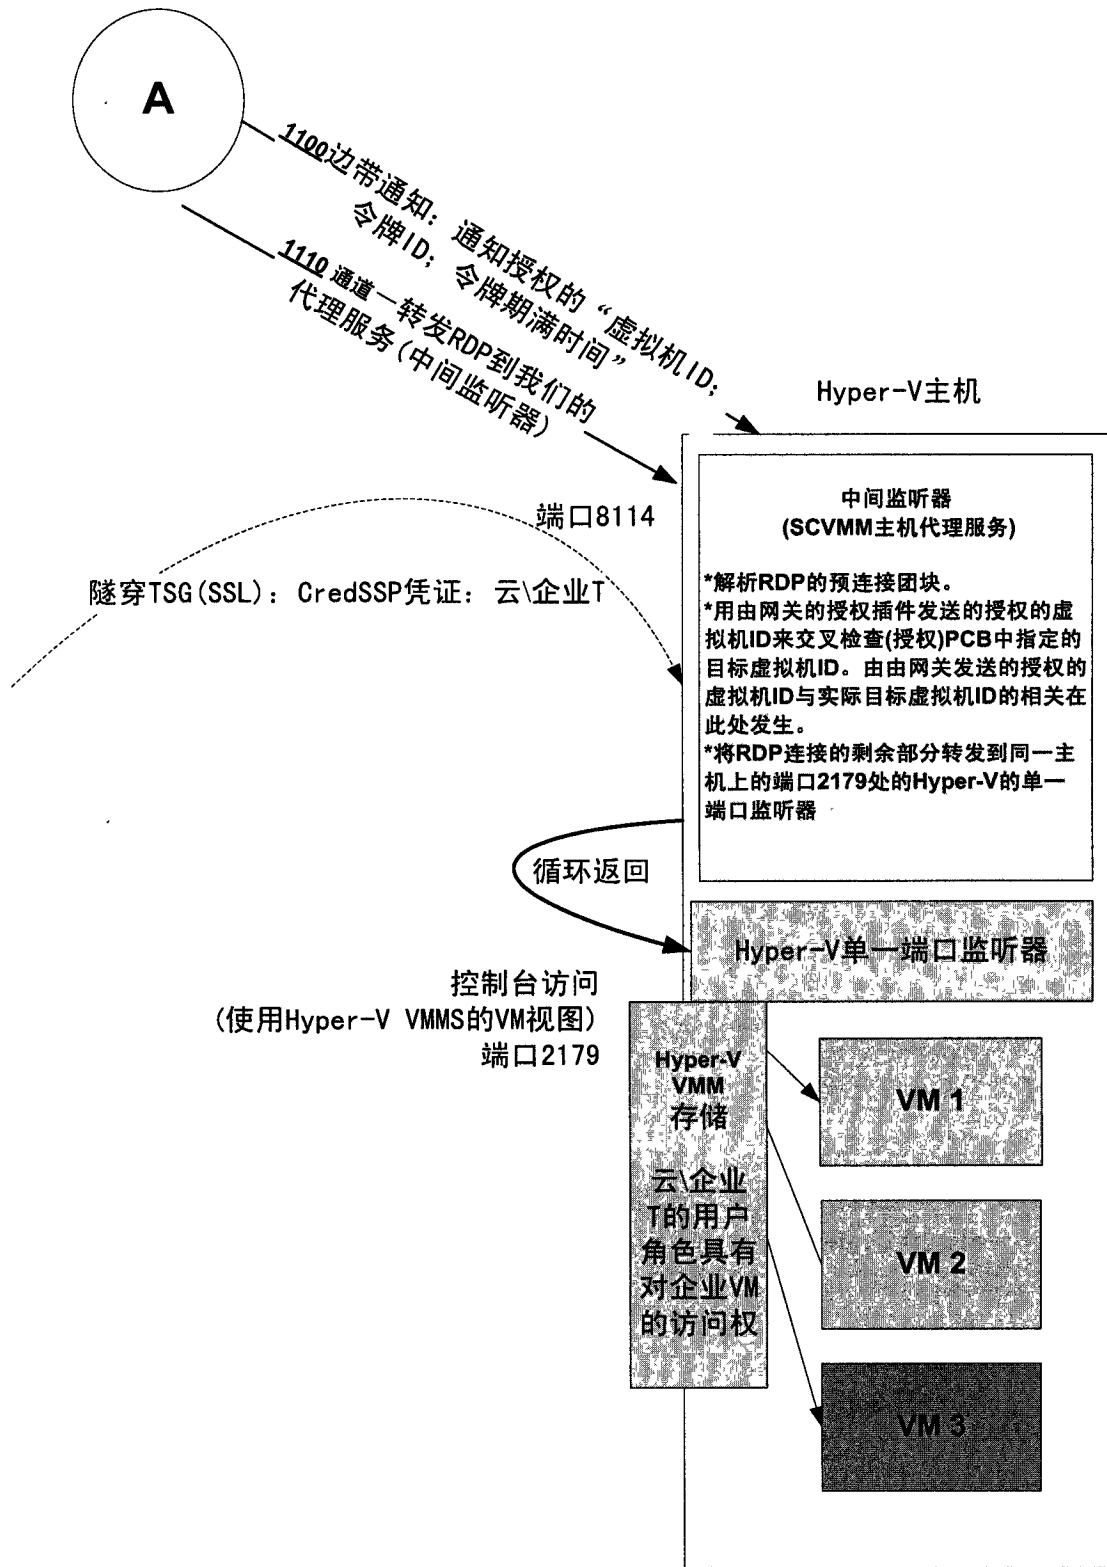 A
1100边带通知：通知授权的“虚拟机ID；
令牌ID；令牌期满时间”
1110 通道—转发RDP到我们的
代理服务(中间监听器)
Hyper-V主机
端口8114
中间监听器
(SCVMM主机代理服务)
*解析RDP的预连接团块。
*用由网关的授权插件发送的授权的虚
拟机ID来交叉检查(授权)PCB中指定的
目标虚拟机ID。由由网关发送的授权的
虚拟机ID与实际目标虚拟机ID的相关在
此处发生。
*将RDP连接的剩余部分转发到同一主
机上的端口2179处的Hyper-V的单一
端口监听器
隧穿TSG(SSL)：CredSSP凭证：云\企业T
循环返回
Hyper-V单一端口监听器
控制台访问
(使用Hyper-V VMMS的VM视图)
端口2179
Hyper-V
VMM
存储
云\企业
T的用户
角色具有
对企业VM
的访问权
VM 1
VM 2
VM 3